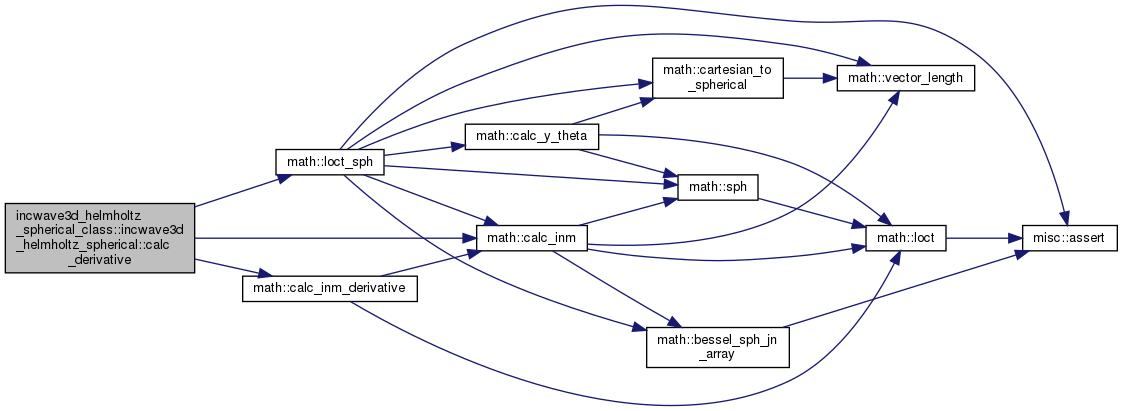 incwave3d_helmholtz
_spherical_class::incwave3d
_helmholtz_spherical::calc
_derivative
math::loct_sph
math::calc_inm_derivative
math::calc_y_theta
math::calc_inm
math::cartesian_to
_spherical
math::sph
math::bessel_sph_jn
_array
math::vector_length
math::loct
misc::assert